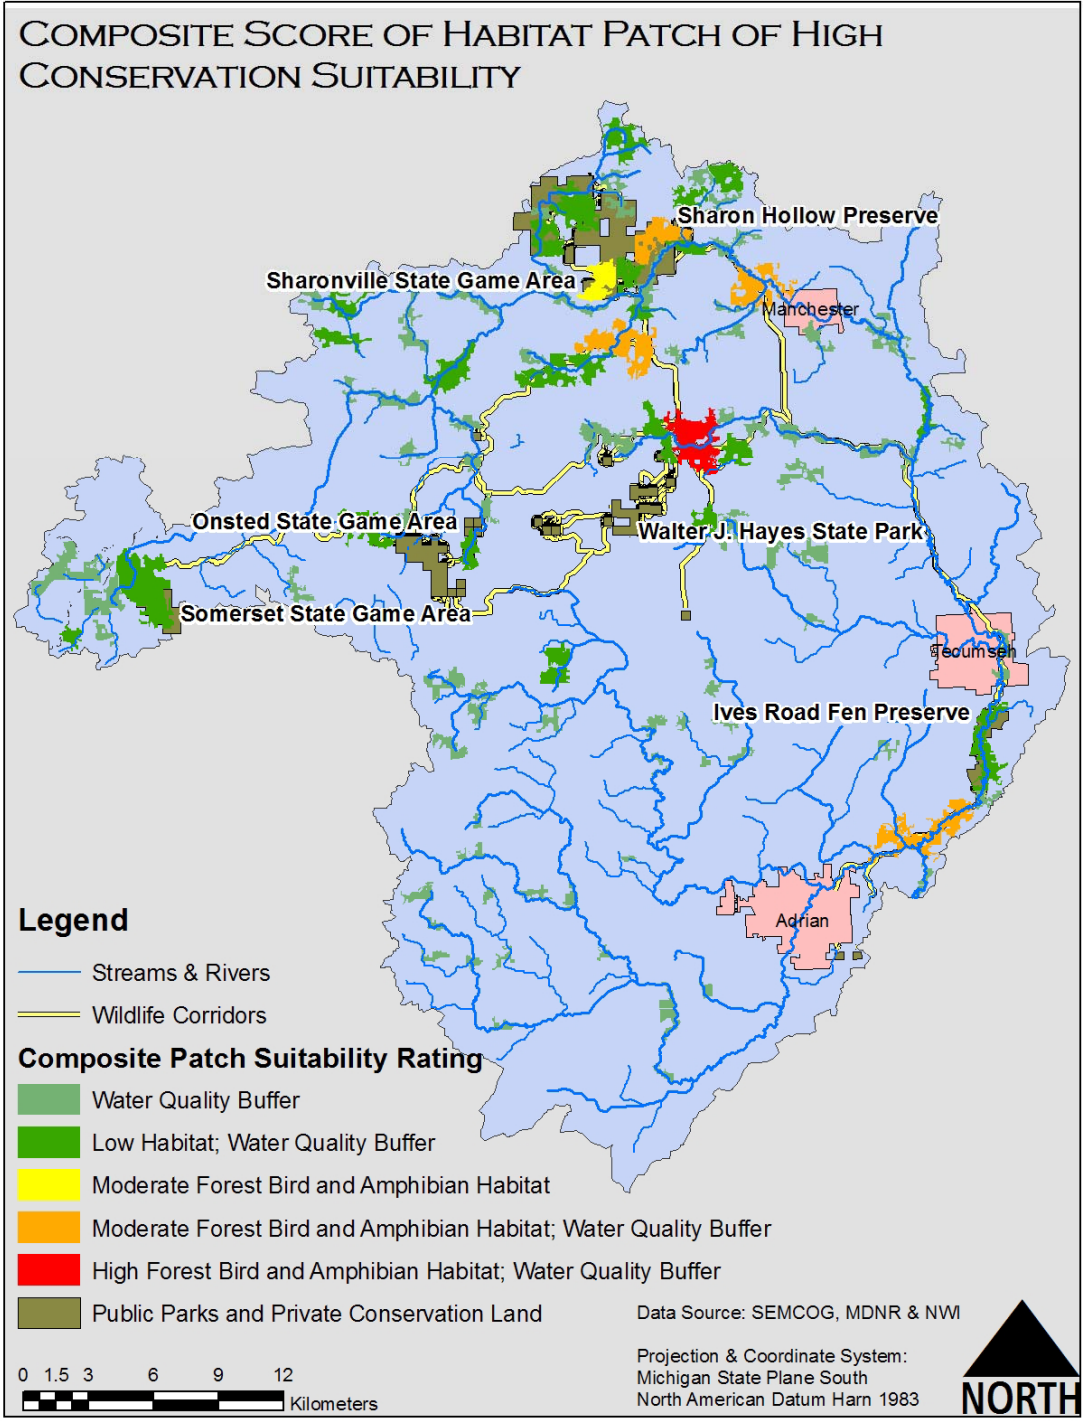 COMPOSITE SCORE OF HABITAT PATCH OF HIGH
CONSERVATION SUITABILITY
Sharon Hollow Preserve
Sharonville State Game Area
Manchester
Onsted State Game Area
Walter J. Hayes State Park
Somerset State Game Area
Tecumseh
Ives Road Fen Preserve
Adrian
Legend
Streams & Rivers
Wildlife Corridors
Composite Patch Suitability Rating
Water Quality Buffer
Low Habitat; Water Quality Buffer
Moderate Forest Bird and Amphibian Habitat
Moderate Forest Bird and Amphibian Habitat; Water Quality Buffer
High Forest Bird and Amphibian Habitat; Water Quality Buffer
Public Parks and Private Conservation Land
0 1.5 3 6 9 12
Kilometers
Data Source: SEMCOG, MDNR & NWI
Projection & Coordinate System:
Michigan State Plane South
North American Datum Harn 1983
NORTH